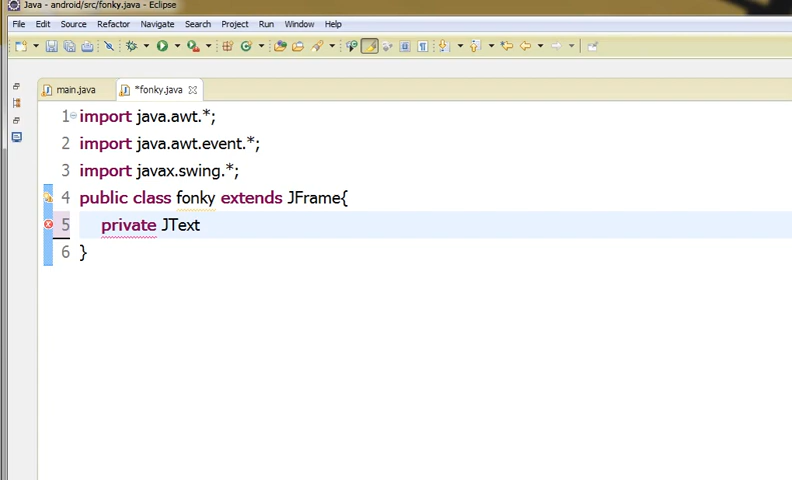 Java - android/src/fonky.java - Eclipse
File Edit Source Refactor Navigate Search Project Run Window Help
main.java *fonky.java
1 import java.awt.*;
2 import java.awt.event.*;
3 import javax.swing.*;
4 public class fonky extends JFrame{
5 private JText
6 }